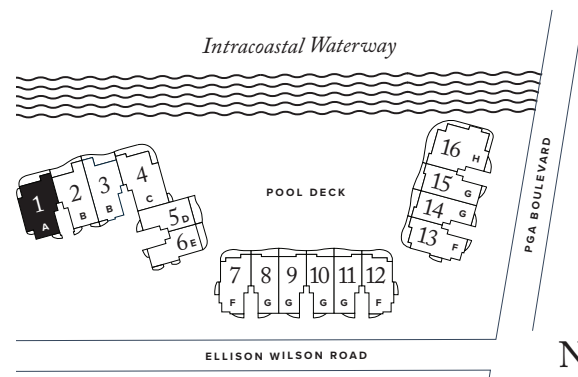 Intracoastal Waterway
1
A
2
B
3
B
4
C
5 D
6 E
POOL DECK
16 H
15 G
14 G
13 F
PGA BOULEVARD
7 8 9 10 11 12
F G G G G F
ELLISON WILSON ROAD
N